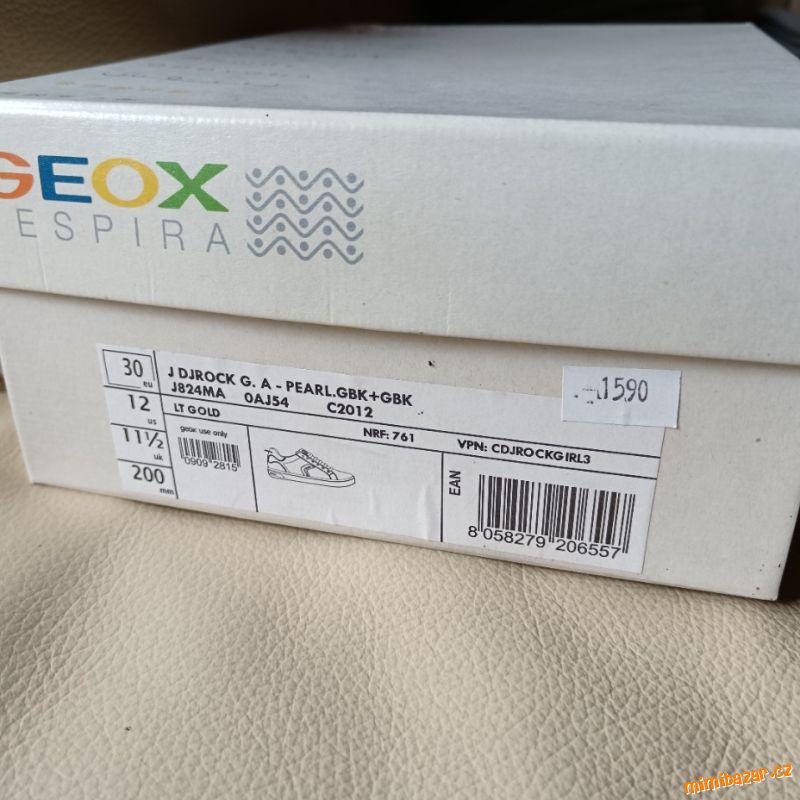 GEOX
ESPIRA
30 eu
12 us
11½ uk
200 mm
J DJROCK G. A - PEARL.GBK+GBK
J824MA 0AJ54 C2012
LT GOLD
NRF: 761 VPN: CDJROCKGIRL3
geox use only
0909 2815
EAN
8 058279 206557
1590
mimibazar.cz